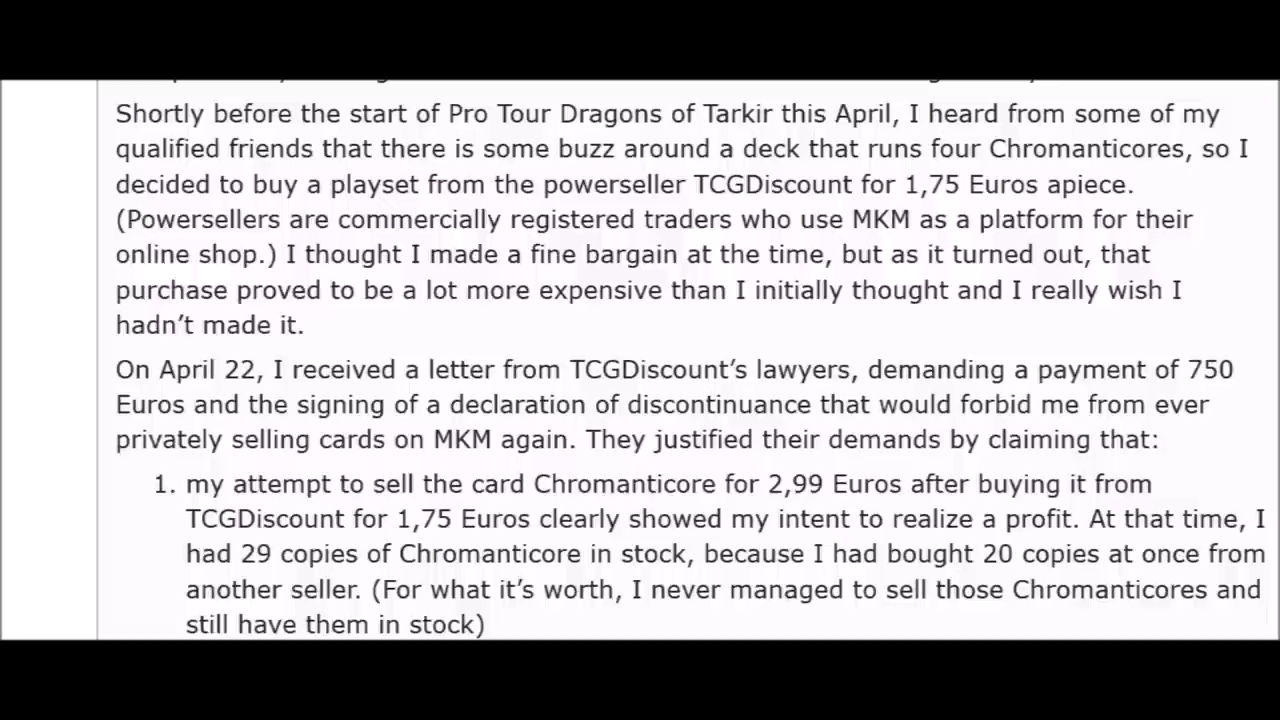 Shortly before the start of Pro Tour Dragons of Tarkir this April, I heard from some of my
qualified friends that there is some buzz around a deck that runs four Chromanticores, so I
decided to buy a playset from the powerseller TCGDiscount for 1,75 Euros apiece.
(Powersellers are commercially registered traders who use MKM as a platform for their
online shop.) I thought I made a fine bargain at the time, but as it turned out, that
purchase proved to be a lot more expensive than I initially thought and I really wish I
hadn’t made it.
On April 22, I received a letter from TCGDiscount’s lawyers, demanding a payment of 750
Euros and the signing of a declaration of discontinuance that would forbid me from ever
privately selling cards on MKM again. They justified their demands by claiming that:
1. my attempt to sell the card Chromanticore for 2,99 Euros after buying it from
TCGDiscount for 1,75 Euros clearly showed my intent to realize a profit. At that time, I
had 29 copies of Chromanticore in stock, because I had bought 20 copies at once from
another seller. (For what it’s worth, I never managed to sell those Chromanticores and
still have them in stock)